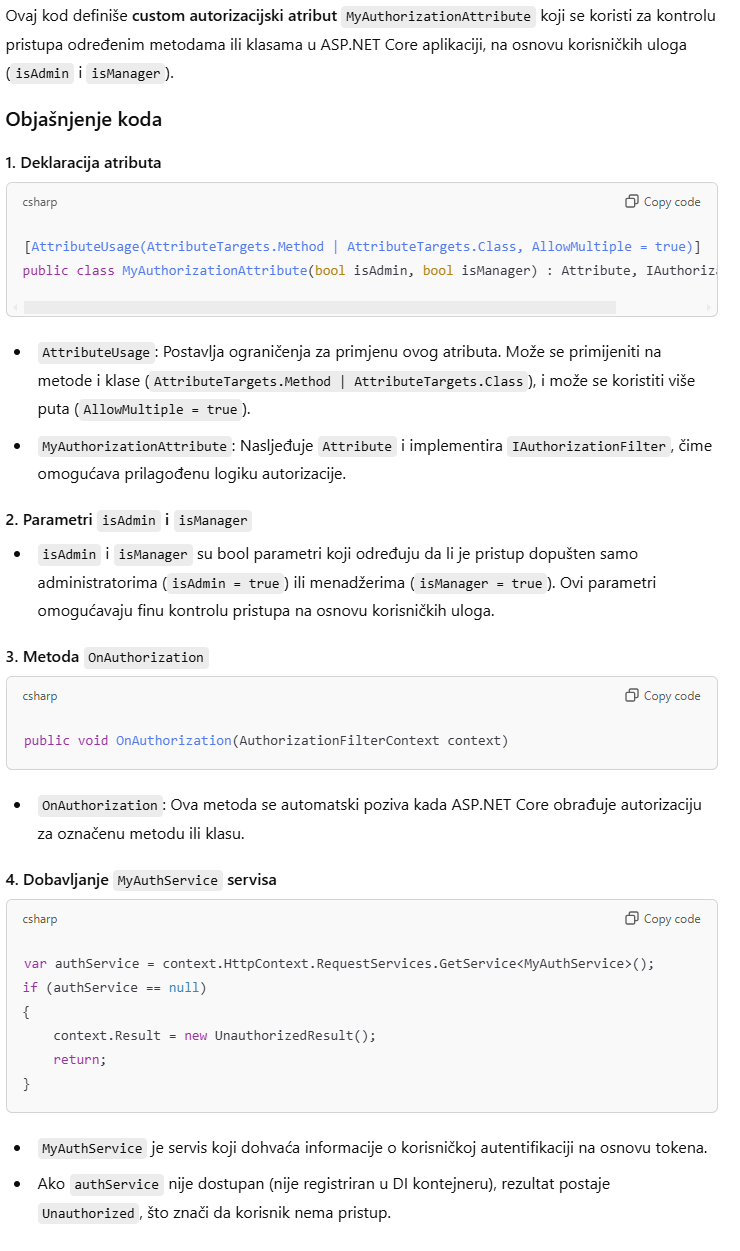 Ovaj kod definiše custom autorizacijski atribut MyAuthorizationAttribute koji se koristi za kontrolu
pristupa određenim metodama ili klasama u ASP.NET Core aplikaciji, na osnovu korisničkih uloga
(isAdmin i isManager).
Objašnjenje koda
1. Deklaracija atributa
csharp Copy code
[AttributeUsage(AttributeTargets.Method | AttributeTargets.Class, AllowMultiple = true)]
public class MyAuthorizationAttribute(bool isAdmin, bool isManager) : Attribute, IAuthoriz
• AttributeUsage: Postavlja ograničenja za primjenu ovog atributa. Može se primijeniti na
metode i klase (AttributeTargets.Method | AttributeTargets.Class), i može se koristiti više
puta (AllowMultiple = true).
• MyAuthorizationAttribute: Nasljeđuje Attribute i implementira IAuthorizationFilter, čime
omogućava prilagođenu logiku autorizacije.
2. Parametri isAdmin i isManager
• isAdmin i isManager su bool parametri koji određuju da li je pristup dopušten samo
administratorima (isAdmin = true) ili menadžerima (isManager = true). Ovi parametri
omogućavaju finu kontrolu pristupa na osnovu korisničkih uloga.
3. Metoda OnAuthorization
csharp Copy code
public void OnAuthorization(AuthorizationFilterContext context)
• OnAuthorization: Ova metoda se automatski poziva kada ASP.NET Core obrađuje autorizaciju
za označenu metodu ili klasu.
4. Dobavljanje MyAuthService servisa
csharp Copy code
var authService = context.HttpContext.RequestServices.GetService<MyAuthService>();
if (authService == null)
{
    context.Result = new UnauthorizedResult();
    return;
}
• MyAuthService je servis koji dohvaća informacije o korisničkoj autentifikaciji na osnovu tokena.
• Ako authService nije dostupan (nije registriran u DI kontejneru), rezultat postaje
Unauthorized, što znači da korisnik nema pristup.